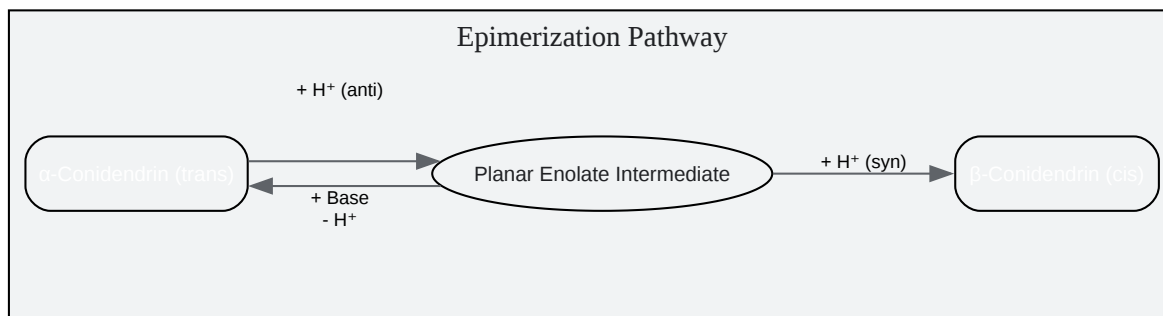 Epimerization Pathway
+ H⁺ (anti)
α-Conidendrin (trans)
Planar Enolate Intermediate
+ H⁺ (syn)
β-Conidendrin (cis)
+ Base
- H⁺